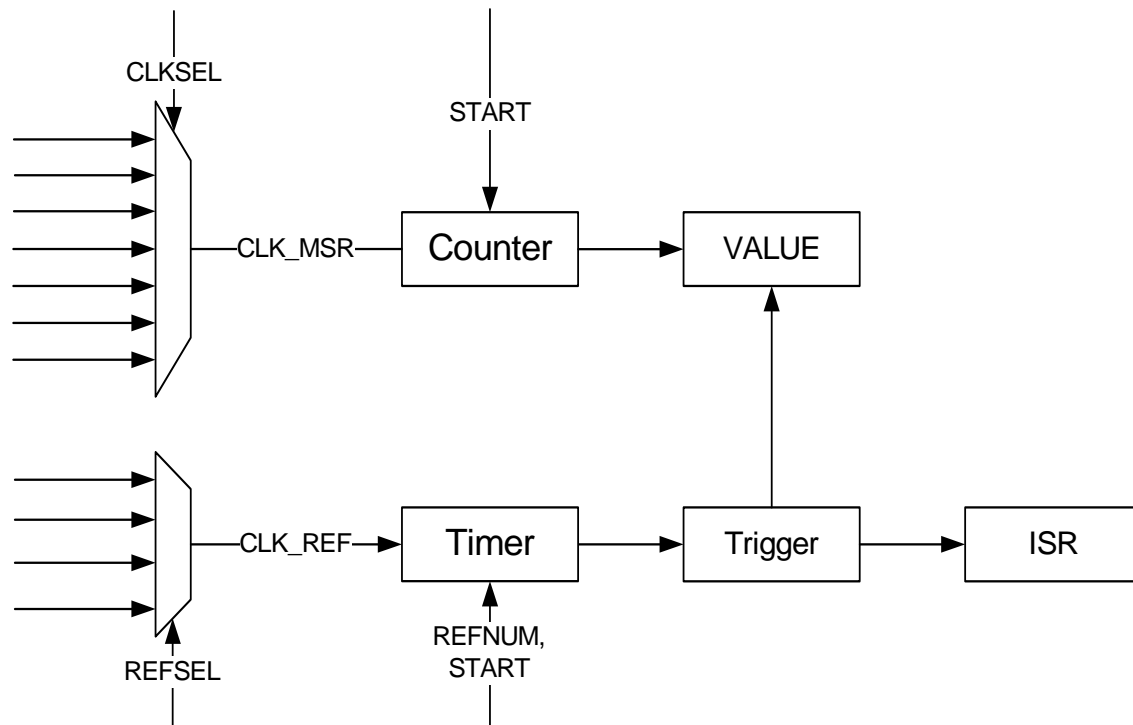 CLKSEL
START
CLK_MSR
Counter
VALUE
CLK_REF
Timer
Trigger
ISR
REFNUM,
START
REFSEL